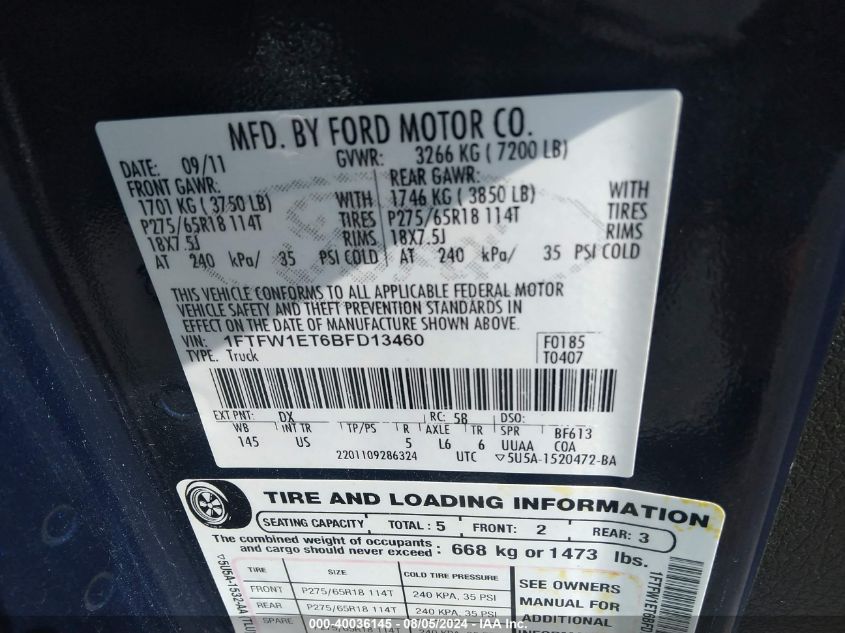 MFD. BY FORD MOTOR CO.
DATE: 09/11 GVWR: 3266 KG ( 7200 LB)
FRONT GAWR: REAR GAWR:
1701 KG ( 3750 LB) WITH 1746 KG ( 3850 LB) WITH
P275/65R18 114T TIRES P275/65R18 114T TIRES
18X7.5J RIMS 18X7.5J RIMS
AT 240 kPa/ 35 PSI COLD AT 240 kPa/ 35 PSI COLD
THIS VEHICLE CONFORMS TO ALL APPLICABLE FEDERAL MOTOR
VEHICLE SAFETY AND THEFT PREVENTION STANDARDS IN
EFFECT ON THE DATE OF MANUFACTURE SHOWN ABOVE.
VIN: 1FTFW1ET6BFD13460 F0185
TYPE: Truck T0407
EXT PNT: DX RC: 5B DSO:
WB INT TR TP/PS R AXLE TR SPR BF613
145 US 5 L6 6 UUAA COA
2201109286324 UTC ▽5U5A-1520472-BA
TIRE AND LOADING INFORMATION
SEATING CAPACITY TOTAL : 5 FRONT: 2 REAR: 3
The combined weight of occupants
and cargo should never exceed : 668 kg or 1473 lbs.
TIRE SIZE COLD TIRE PRESSURE
FRONT P275/65R18 114T 240 KPA, 35 PSI
REAR P275/65R18 114T 240 KPA, 35 PSI
SPARE P275/65R18 114T
SEE OWNERS
MANUAL FOR
ADDITIONAL
000-40036145 - 08/05/2024 - IAA Inc.